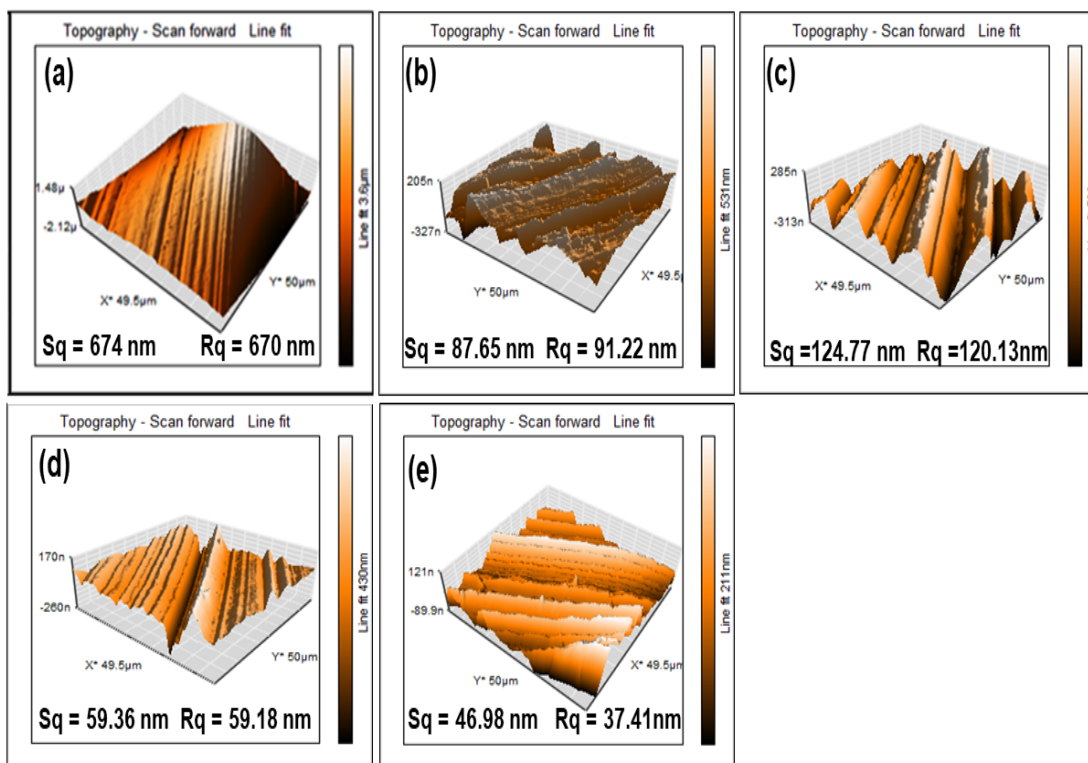 Topography - Scan forward Line fit
(a)
1.48µ
-2.12µ
X* 49.5µm
Y* 50µm
Line fit 3.6µm
Sq = 674 nm Rq = 670 nm
Topography - Scan forward Line fit
(b)
205n
-327n
Y* 50µm
X* 49.5µ
Line fit 531nm
Sq = 87.65 nm Rq = 91.22 nm
Topography - Scan forward Line fit
(c)
285n
-313n
X* 49.5µm
Y* 50µm
Sq =124.77 nm Rq =120.13nm
Topography - Scan forward Line fit
(d)
170n
-260n
X* 49.5µm
Y* 50µm
Line fit 430nm
Sq = 59.36 nm Rq = 59.18 nm
Topography - Scan forward Line fit
(e)
121n
-89.9n
Y* 50µm
X* 49.5µm
Line fit 211nm
Sq = 46.98 nm Rq = 37.41nm